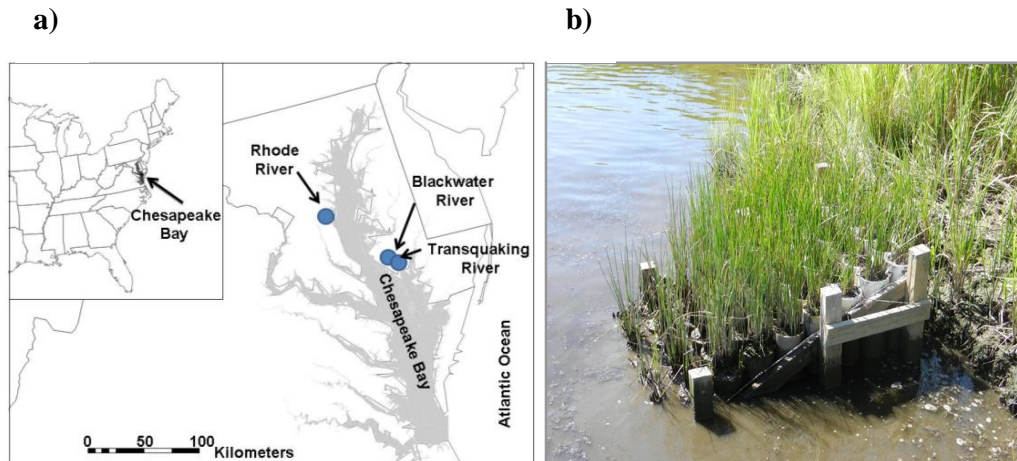 a)
b)
Chesapeake
Bay
Rhode
River
Blackwater
River
Transquaking
River
Chesapeake Bay
Atlantic Ocean
0 50 100
Kilometers